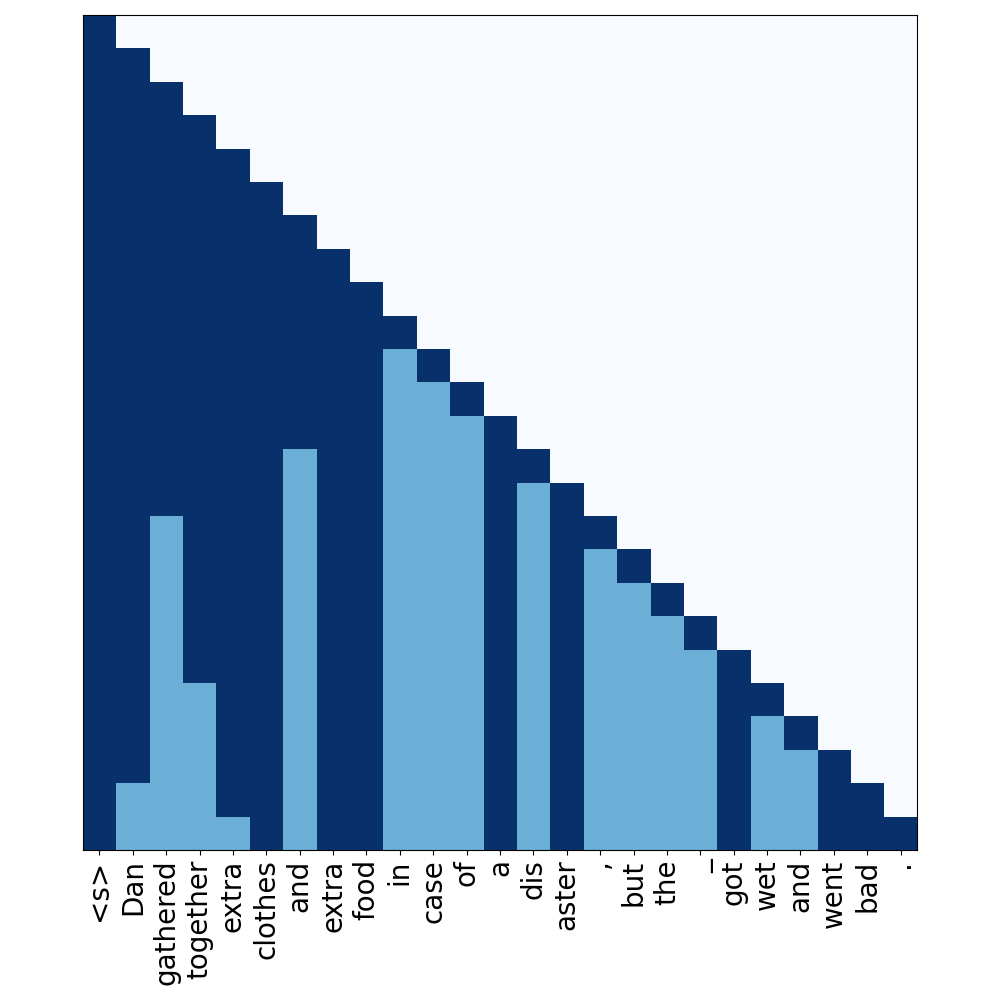 <s> Dan gathered together extra clothes and extra food in case of a dis aster , but the _ got wet and went bad .